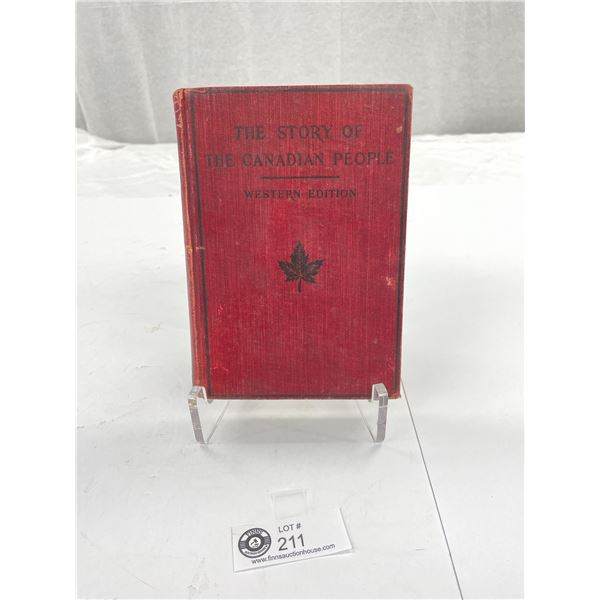 THE STORY OF
THE CANADIAN PEOPLE
WESTERN EDITION
LOT #
211
www.finnsauctionhouse.com